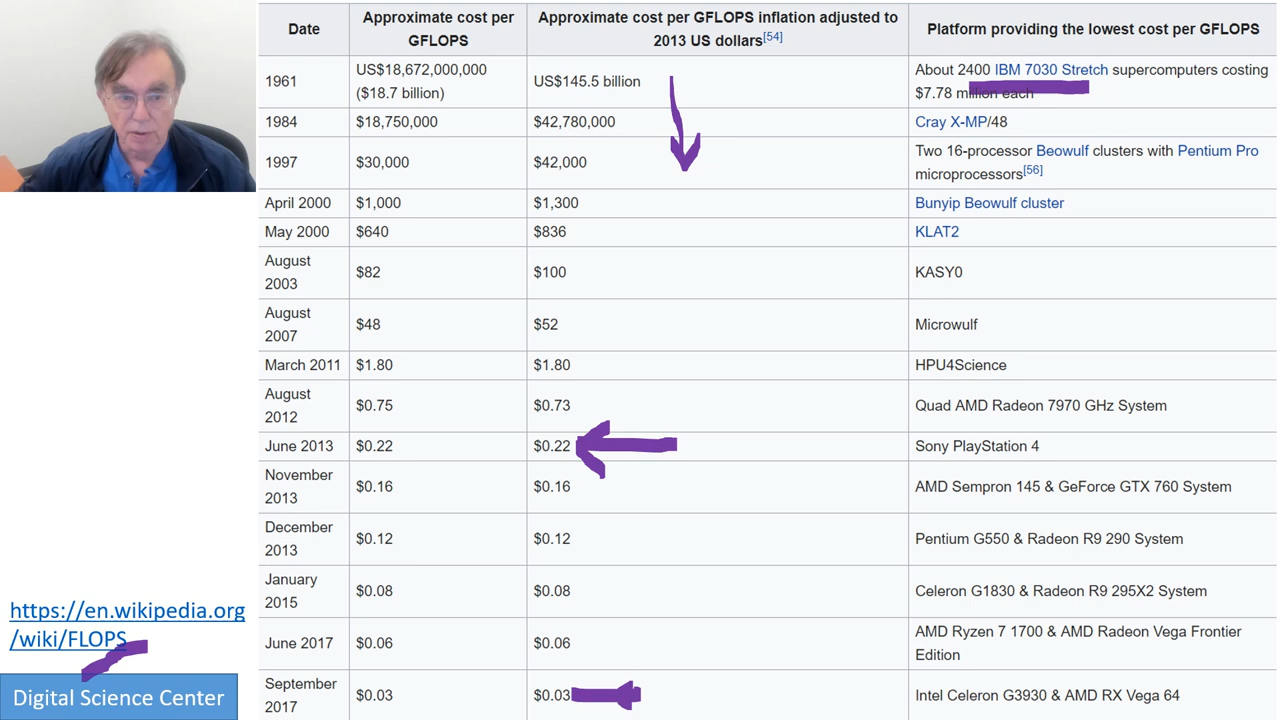 Date
Approximate cost per
GFLOPS
Approximate cost per GFLOPS inflation adjusted to
2013 US dollars[54]
Platform providing the lowest cost per GFLOPS
1961
US$18,672,000,000
($18.7 billion)
US$145.5 billion
About 2400 IBM 7030 Stretch supercomputers costing
$7.78 million each
1984
$18,750,000
$42,780,000
Cray X-MP/48
1997
$30,000
$42,000
Two 16-processor Beowulf clusters with Pentium Pro
microprocessors[56]
April 2000
$1,000
$1,300
Bunyip Beowulf cluster
May 2000
$640
$836
KLAT2
August
2003
$82
$100
KASY0
August
2007
$48
$52
Microwulf
March 2011
$1.80
$1.80
HPU4Science
August
2012
$0.75
$0.73
Quad AMD Radeon 7970 GHz System
June 2013
$0.22
$0.22
Sony PlayStation 4
November
2013
$0.16
$0.16
AMD Sempron 145 & GeForce GTX 760 System
December
2013
$0.12
$0.12
Pentium G550 & Radeon R9 290 System
January
2015
$0.08
$0.08
Celeron G1830 & Radeon R9 295X2 System
June 2017
$0.06
$0.06
AMD Ryzen 7 1700 & AMD Radeon Vega Frontier
Edition
September
2017
$0.03
$0.03
Intel Celeron G3930 & AMD RX Vega 64
https://en.wikipedia.org
/wiki/FLOPS
Digital Science Center